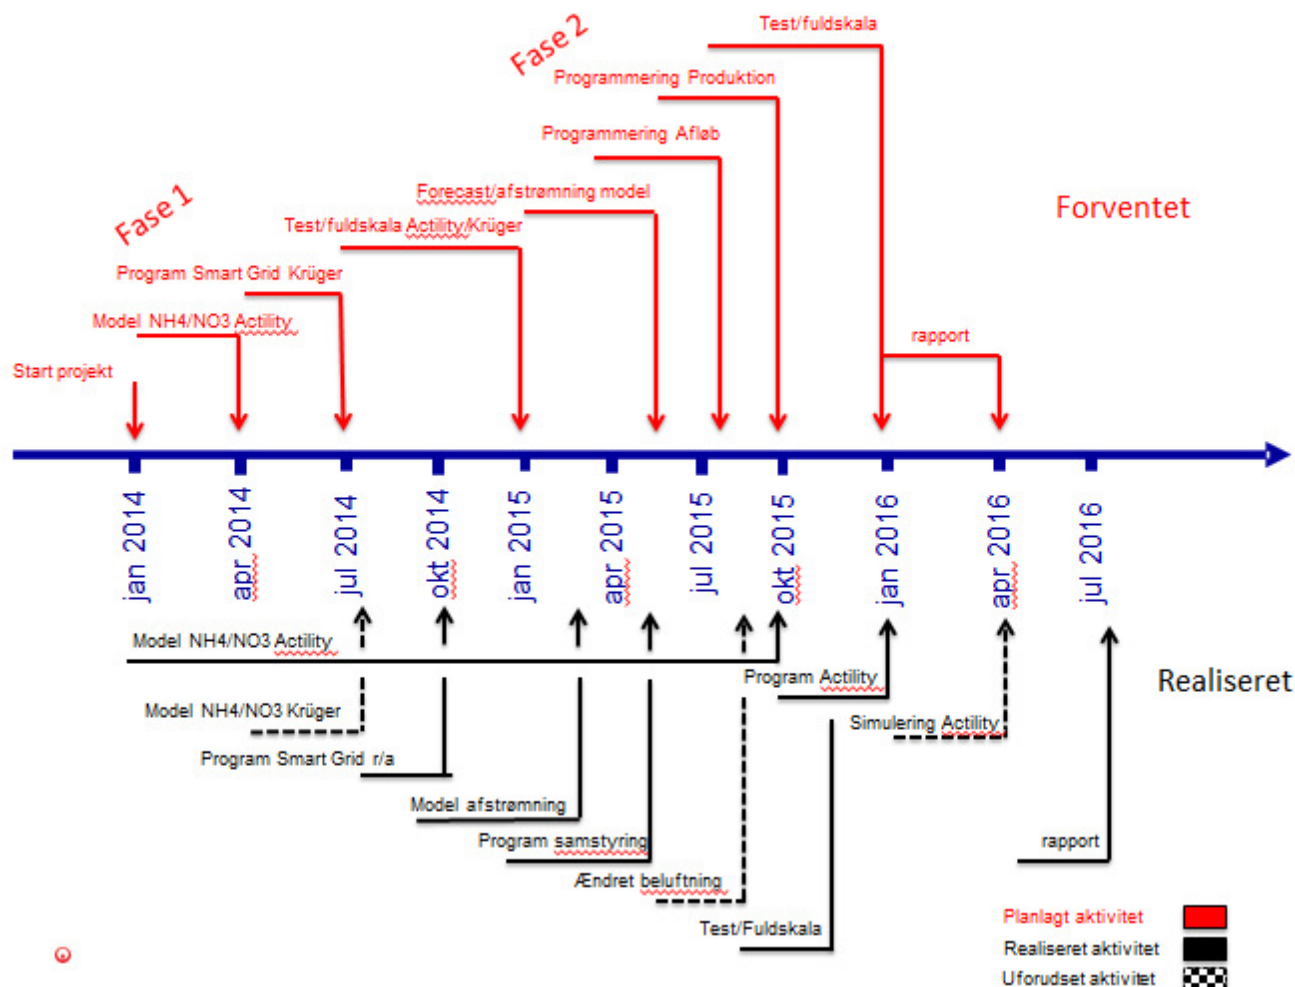 Test/fuldskala
Fase 2
Programmering Produktion
Programmering Afløb
Forecast/afstrømning model
Forventet
Fase 1
Test/fuldskala Actility/Krüger
Program Smart Grid Krüger
Model NH4/NO3 Actility
rapport
Start projekt
jan 2014
apr 2014
jul 2014
okt 2014
jan 2015
apr 2015
jul 2015
okt 2015
jan 2016
apr 2016
jul 2016
Model NH4/NO3 Actility
Program Actility
Realiseret
Model NH4/NO3 Krüger
Simulering Actility
Program Smart Grid r/a
Model afstrømning
Program samstyring
rapport
Ændret beluftning
Test/Fuldskala
Planlagt aktivitet
Realiseret aktivitet
Uforudset aktivitet